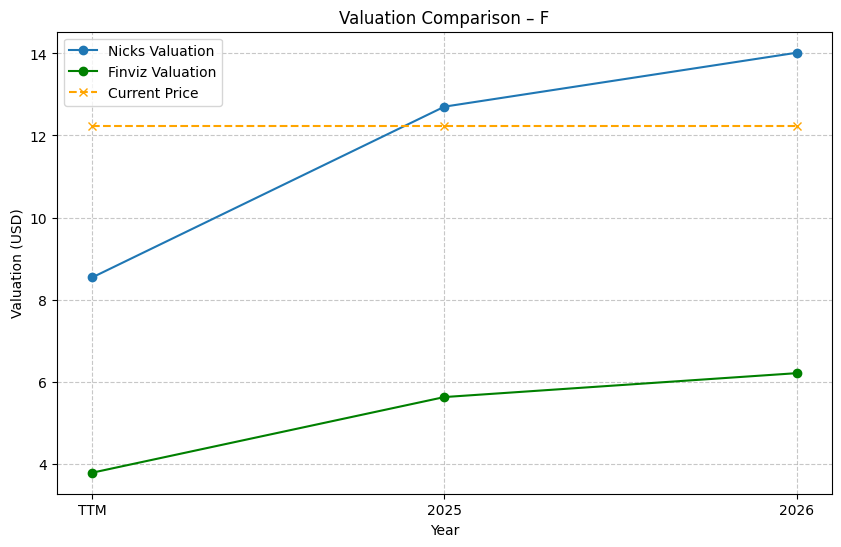 Valuation Comparison – F
Nicks Valuation
Finviz Valuation
Current Price
Valuation (USD)
14
12
10
8
6
4
TTM
2025
2026
Year